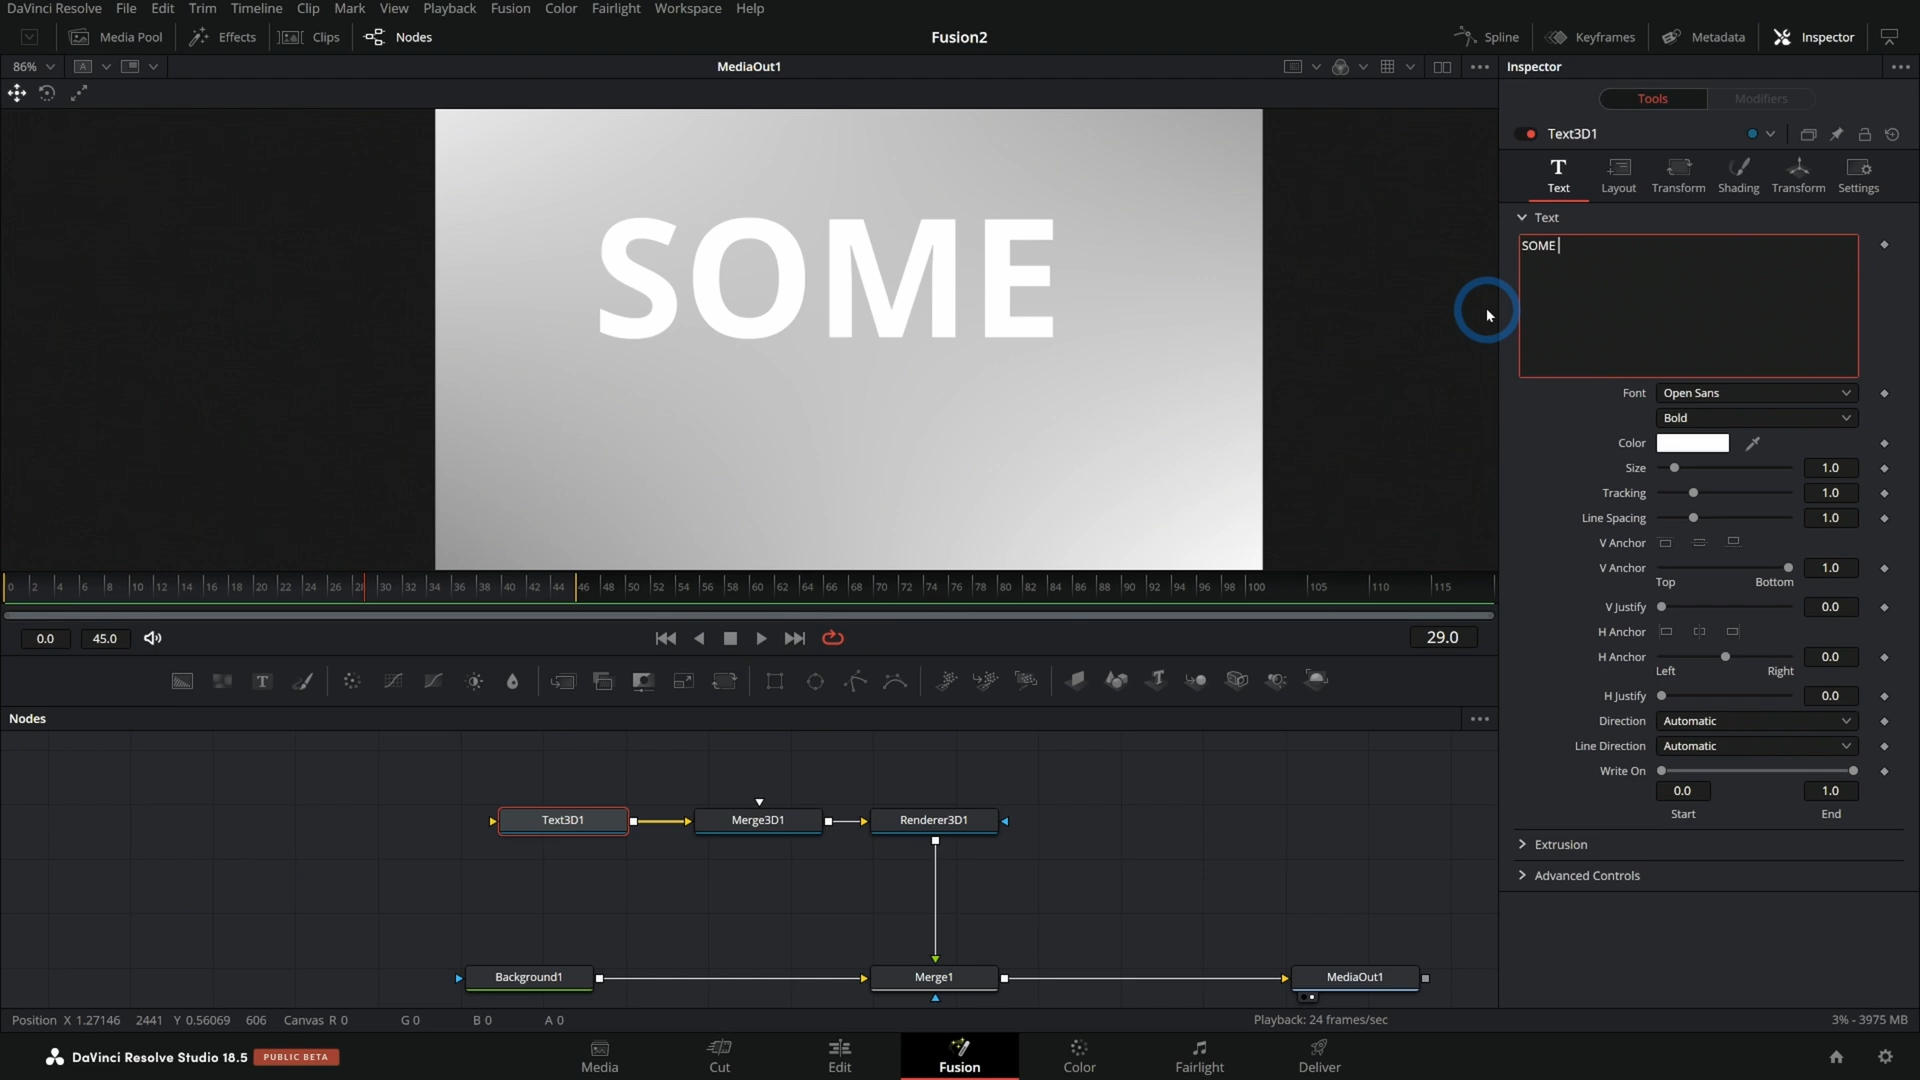 DaVinci Resolve File Edit Trim Timeline Clip Mark View Playback Fusion Color Fairlight Workspace Help
Media Pool Effects Clips Nodes Fusion2 Spline Keyframes Metadata Inspector
86% A MediaOut1 Inspector
Tools Modifiers
Text3D1
T
Text Layout Transform Shading Transform Settings
Text
SOME
SOME
Font Open Sans
Bold
Color
Size 1.0
Tracking 1.0
Line Spacing 1.0
V Anchor
V Anchor 1.0
Top Bottom
V Justify 0.0
H Anchor
H Anchor 0.0
Left Right
H Justify 0.0
Direction Automatic
Line Direction Automatic
Write On
0.0 1.0
Start End
Extrusion
Advanced Controls
0 2 4 6 8 10 12 14 16 18 20 22 24 26 28 30 32 34 36 38 40 42 44 46 48 50 52 54 56 58 60 62 64 66 68 70 72 74 76 78 80 82 84 86 88 90 92 94 96 98 100 105 110 115
0.0 45.0 29.0
T
Nodes
Text3D1 Merge3D1 Renderer3D1
Background1 Merge1 MediaOut1
Position X 1.27146 2441 Y 0.56069 606 Canvas R 0 G 0 B 0 A 0 Playback: 24 frames/sec 3% - 3975 MB
DaVinci Resolve Studio 18.5 PUBLIC BETA
Media Cut Edit Fusion Color Fairlight Deliver